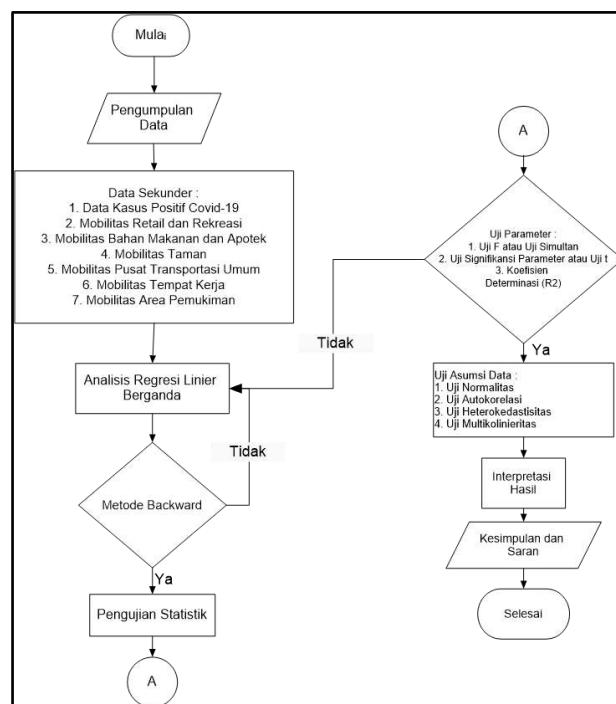 Mulai
Pengumpulan
Data
Data Sekunder :
1. Data Kasus Positif Covid-19
2. Mobilitas Retail dan Rekreasi
3. Mobilitas Bahan Makanan dan Apotek
4. Mobilitas Taman
5. Mobilitas Pusat Transportasi Umum
6. Mobilitas Tempat Kerja
7. Mobilitas Area Pemukiman
Analisis Regresi Linier
Berganda
Tidak
Metode Backward
Ya
Pengujian Statistik
A
A
Uji Parameter :
1. Uji F atau Uji Simultan
2. Uji Signifikansi Parameter atau Uji t
3. Koefisien
Determinasi (R2)
Tidak
Ya
Uji Asumsi Data :
1. Uji Normalitas
2. Uji Autokorelasi
3. Uji Heterokedastisitas
4. Uji Multikolinieritas
Interpretasi
Hasil
Kesimpulan dan
Saran
Selesai